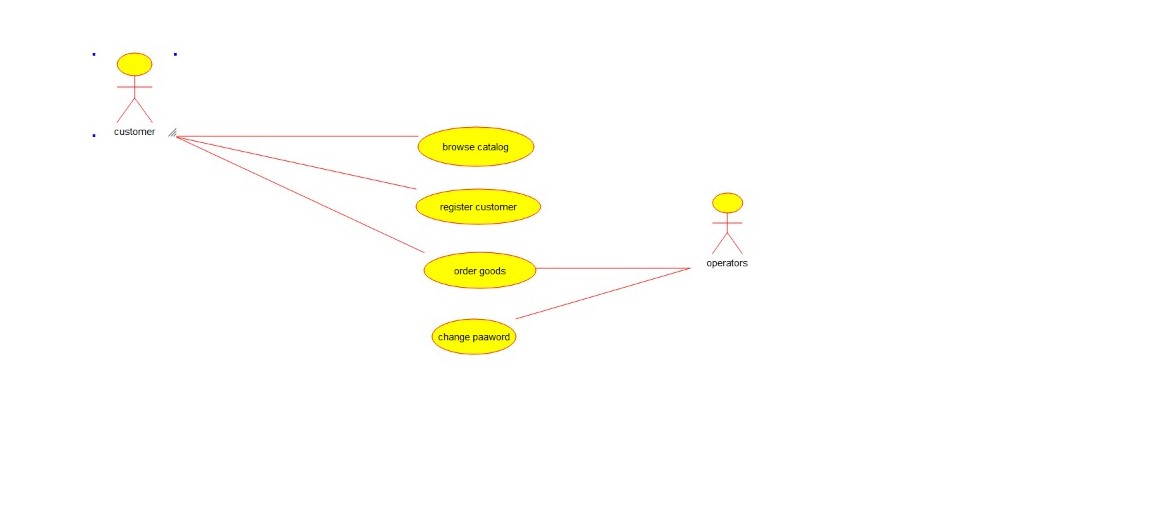 customer
browse catalog
register customer
operators
order goods
change paaword